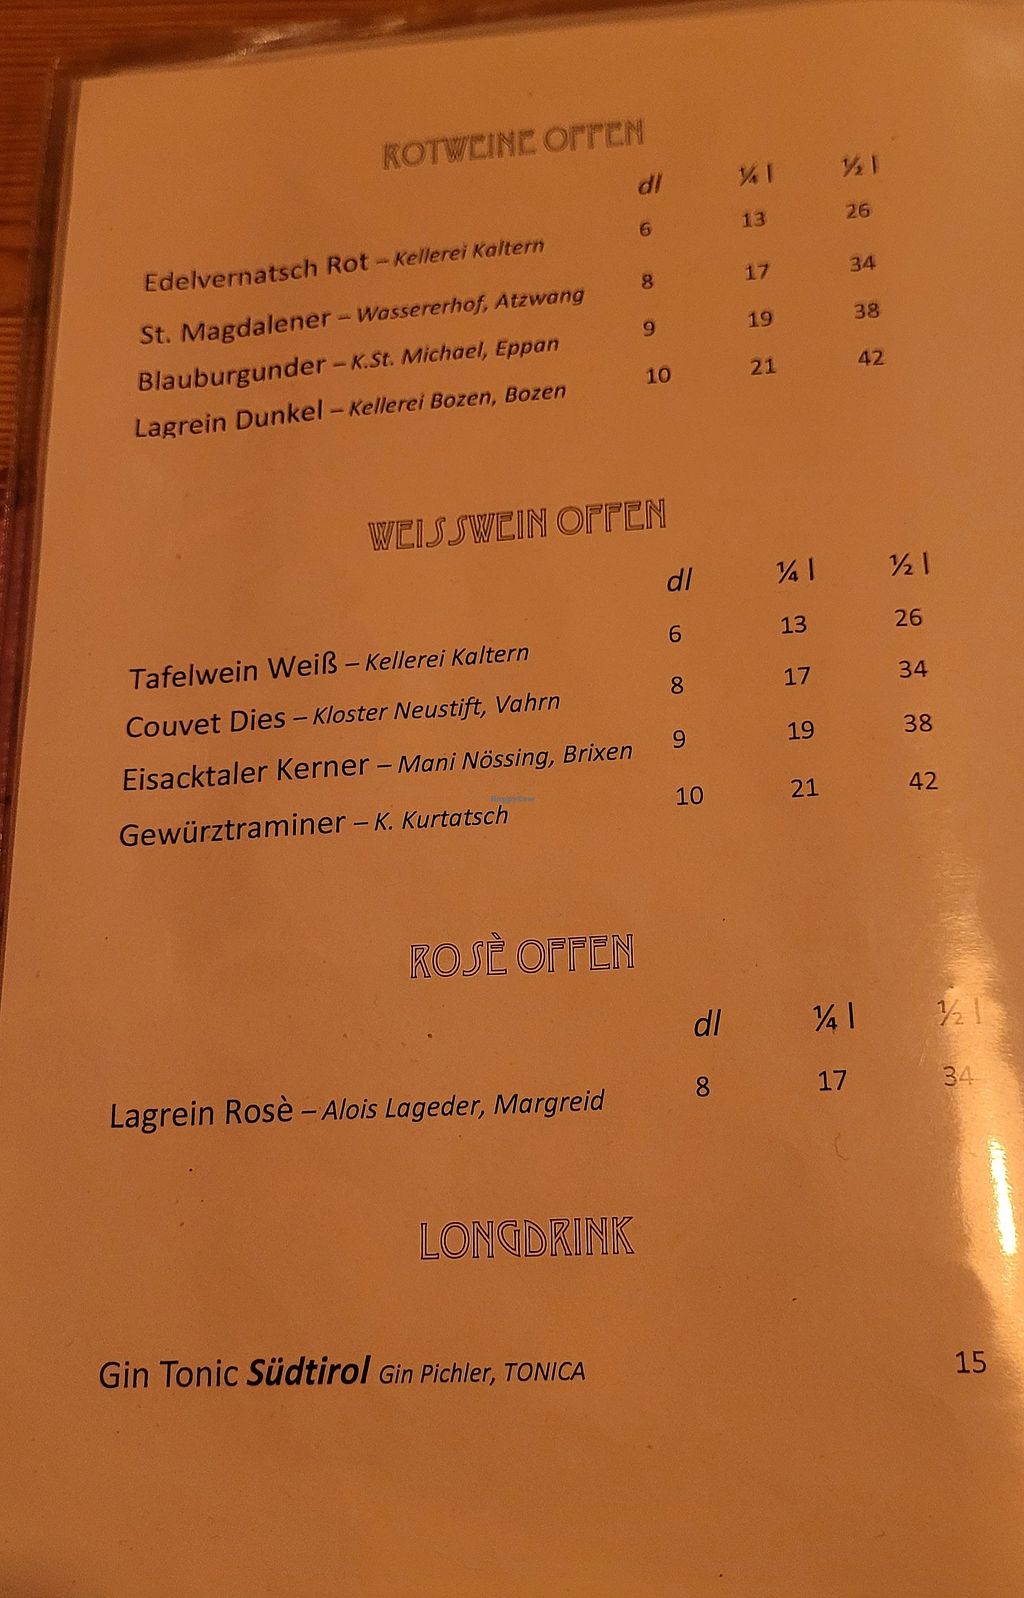 ROTWEINE OFFEN
dl ¼ l ½ l
Edelvernatsch Rot – Kellerei Kaltern 6 13 26
St. Magdalener – Wassererhof, Atzwang 8 17 34
Blauburgunder – K.St. Michael, Eppan 9 19 38
Lagrein Dunkel – Kellerei Bozen, Bozen 10 21 42
WEISSWEIN OFFEN
dl ¼ l ½ l
Tafelwein Weiß – Kellerei Kaltern 6 13 26
Couvet Dies – Kloster Neustift, Vahrn 8 17 34
Eisacktaler Kerner – Mani Nössing, Brixen 9 19 38
HappyCow
Gewürztraminer – K. Kurtatsch 10 21 42
ROSÈ OFFEN
dl ¼ l ½ l
Lagrein Rosè – Alois Lageder, Margreid 8 17 34
LONGDRINK
Gin Tonic Südtirol Gin Pichler, TONICA 15